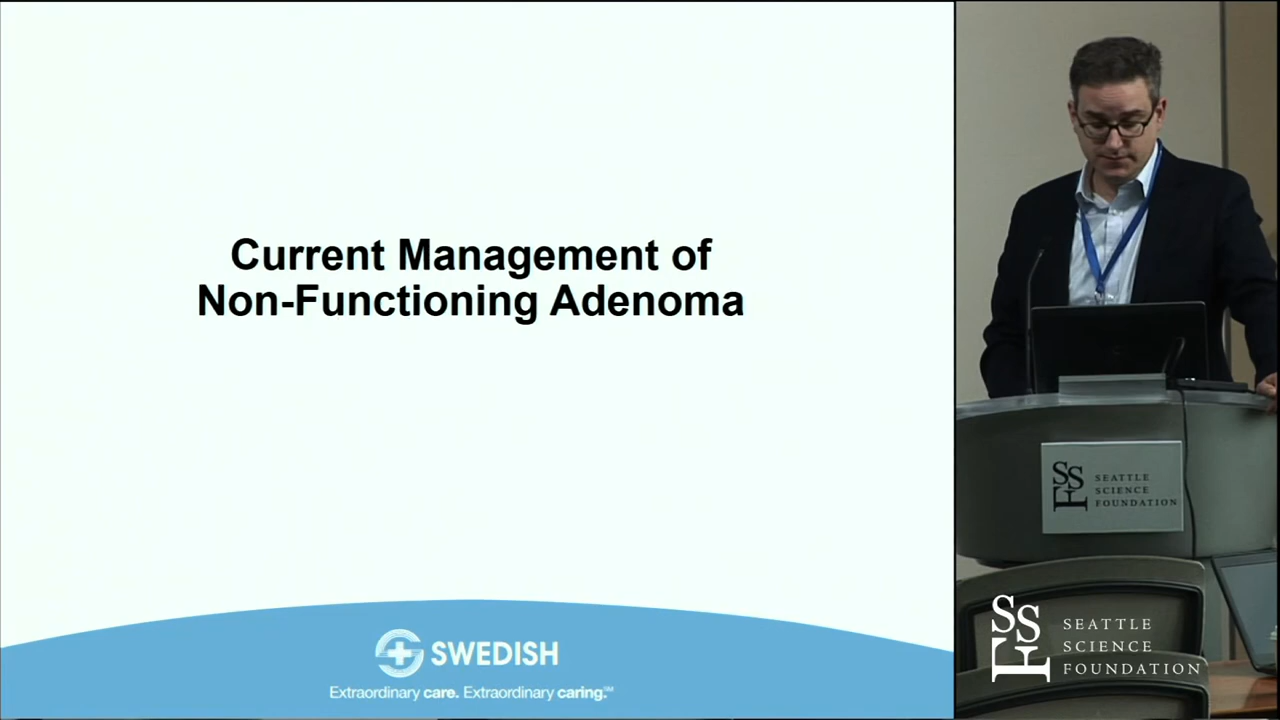 Current Management of
Non-Functioning Adenoma
SWEDISH
Extraordinary care. Extraordinary caring.℠
SSF
SEATTLE
SCIENCE
FOUNDATION
SSF
SEATTLE
SCIENCE
FOUNDATION